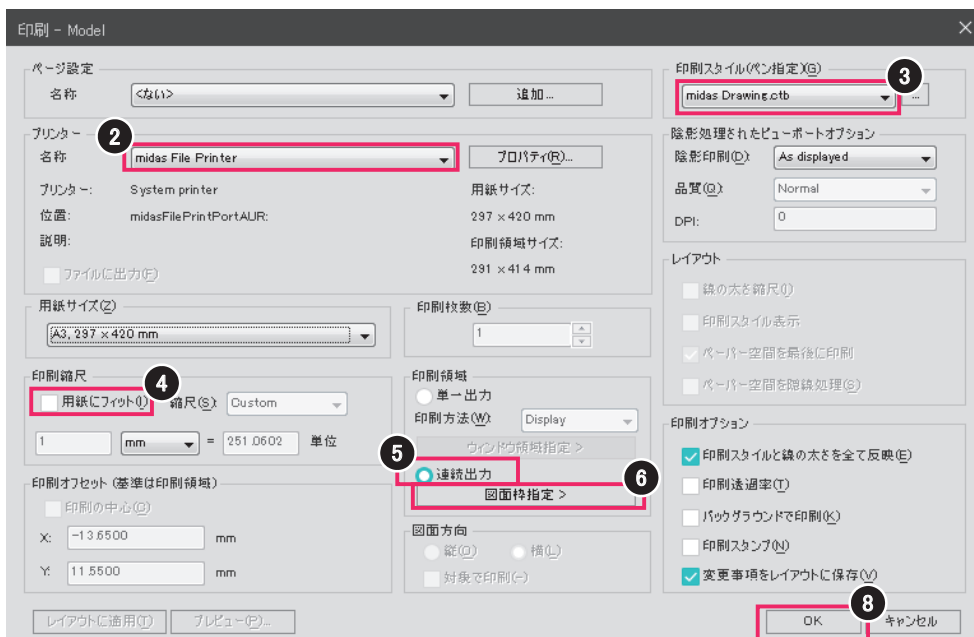 印刷 - Model
ページ設定
名称 <ない> 追加...
プリンター
2
名称 midas File Printer プロパティ(R)...
プリンター: System printer 用紙サイズ:
位置: midasFilePrintPortAUR: 297 × 420 mm
説明: 印刷領域サイズ:
ファイルに出力(F) 291 × 414 mm
用紙サイズ(Z)
A3, 297 × 420 mm
印刷枚数(B)
1
印刷縮尺
4
用紙にフィット(I) 縮尺(S): Custom
1 mm = 251.0602 単位
印刷オフセット (基準は印刷領域)
印刷の中心(C)
X: -13.6500 mm
Y: 11.5500 mm
印刷領域
単一出力
印刷方法(W): Display
ウィンドウ領域指定 >
5
連続出力
6
図面枠指定 >
図面方向
縦(O) 横(L)
対象で印刷(-)
印刷スタイル(ペン指定)(G)
3
midas Drawing.ctb ...
陰影処理されたビューポートオプション
陰影印刷(D): As displayed
品質(Q): Normal
DPI: 0
レイアウト
線の太さ縮尺(I)
印刷スタイル表示
ペーパー空間を最後に印刷
ペーパー空間を隠線処理(S)
印刷オプション
印刷スタイルと線の太さを全て反映(E)
印刷透過率(T)
バックグラウンドで印刷(K)
印刷スタンプ(N)
変更事項をレイアウトに保存(V)
レイアウトに適用(T) プレビュー(P)...
8
OK キャンセル